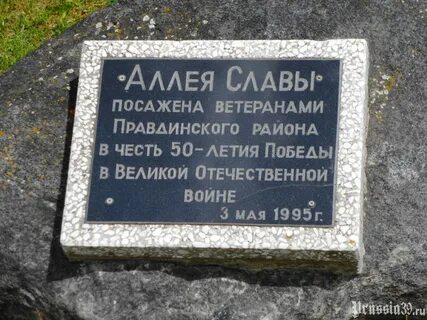 Аллея Славы
посажена ветеранами
Правдинского района
в честь 50-летия Победы
в Великой Отечественной
войне
3 мая 1995г.
Prussia39.ru